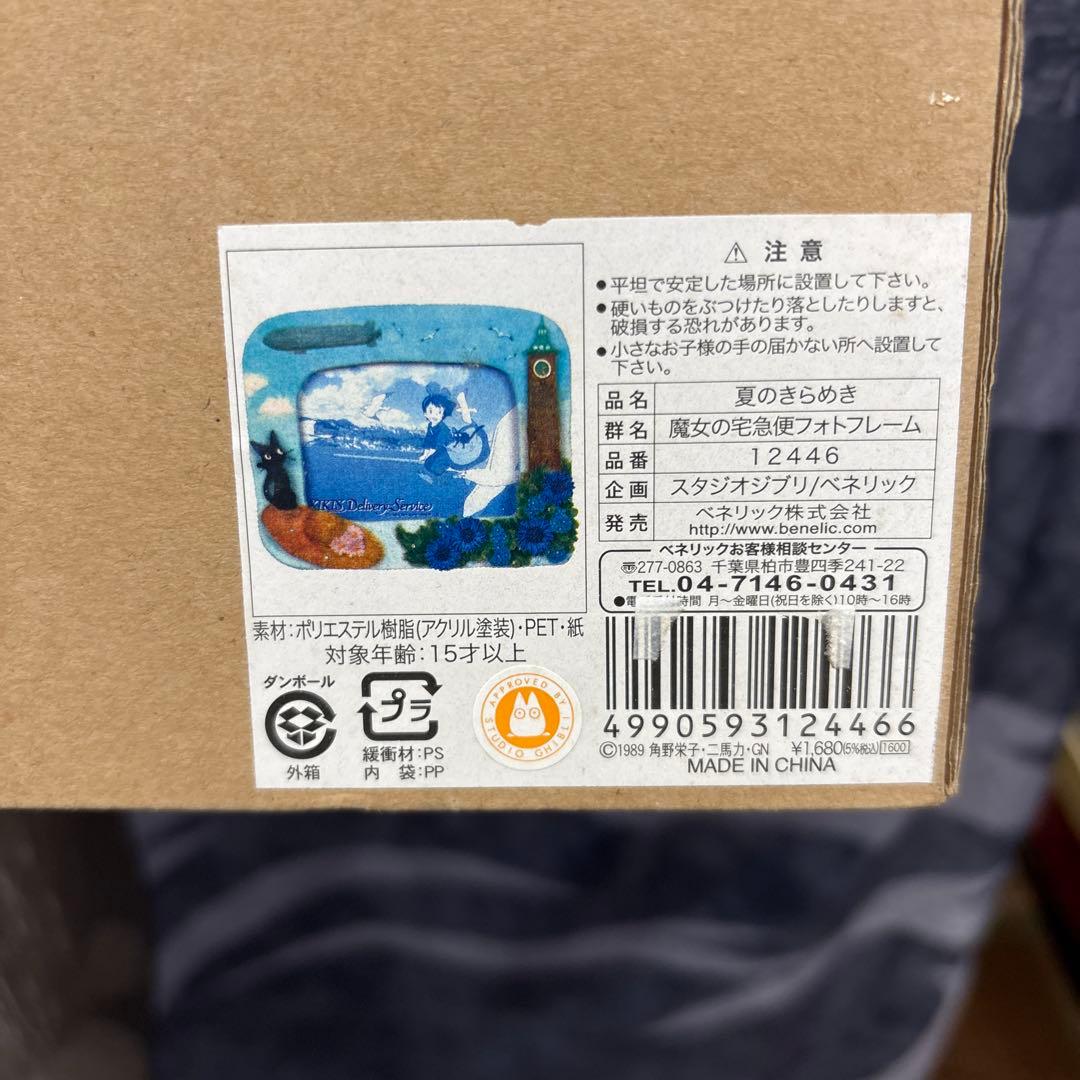 KIKI'S Delivery Service
素材:ポリエステル樹脂(アクリル塗装)・PET・紙
対象年齢:15才以上
ダンボール
外箱
プラ
緩衝材:PS
内 袋:PP
APPROVED BY STUDIO GHIBLI
⚠ 注意
●平坦で安定した場所に設置して下さい。
●硬いものをぶつけたり落としたりしますと、
破損する恐れがあります。
●小さなお子様の手の届かない所へ設置して
下さい。
品名 夏のきらめき
群名 魔女の宅急便フォトフレーム
品番 12446
企画 スタジオジブリ/ベネリック
発売 ベネリック株式会社
http://www.benelic.com
ベネリックお客様相談センター
〒277-0863 千葉県柏市豊四季241-22
TEL.04-7146-0431
●電 時間 月~金曜日(祝日を除く)10時~16時
4990593124466
©1989 角野栄子・二馬力・GN ¥1,680(5%税込) 1600
MADE IN CHINA